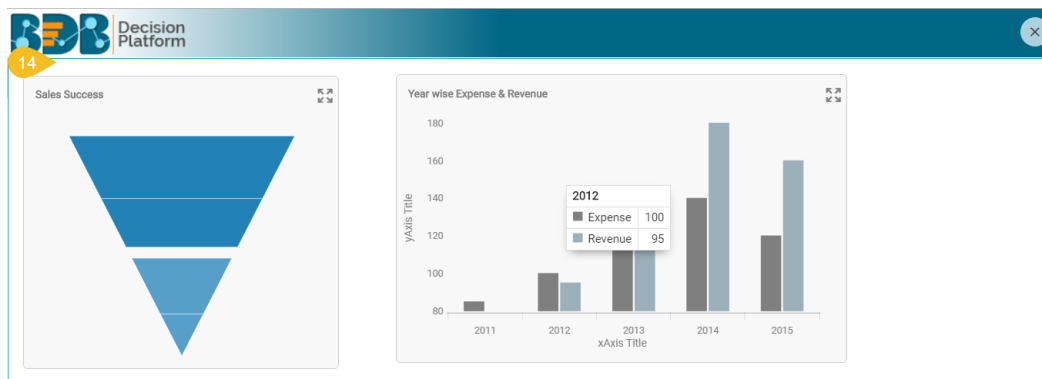 BDB Decision
Platform
14
Sales Success
Year wise Expense & Revenue
180
160
140
120
100
80
yAxis Title
2012
Expense 100
Revenue 95
2011 2012 2013 2014 2015
xAxis Title